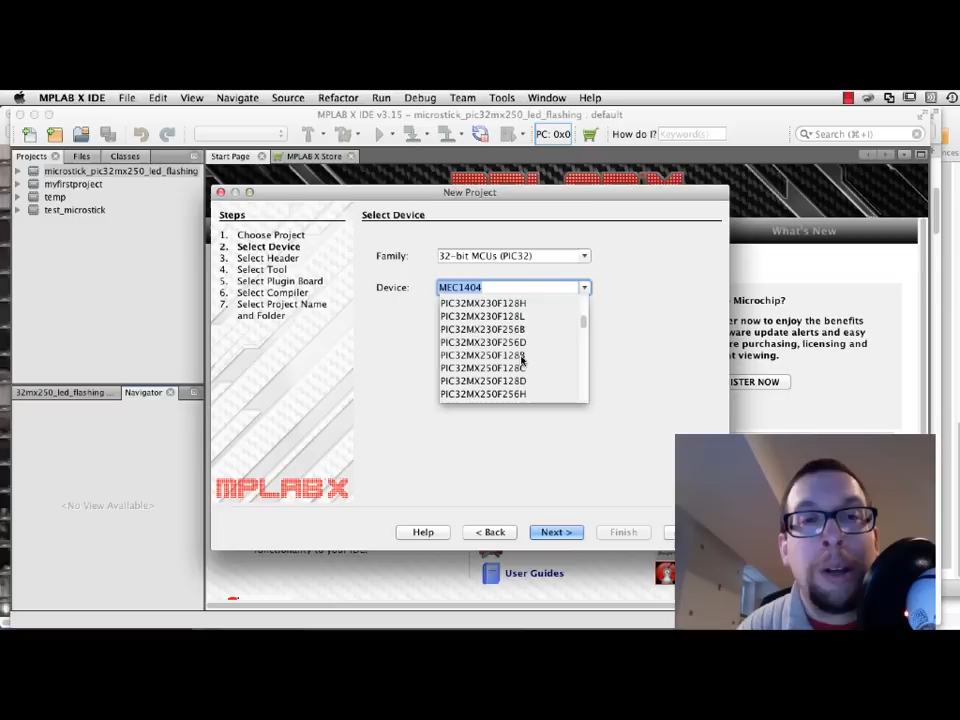 MPLAB X IDE File Edit View Navigate Source Refactor Run Debug Team Tools Window Help
MPLAB X IDE v3.15 – microstick_pic32mx250_led_flashing : default
PC: 0x0 How do I? Keyword(s) Search (⌘+I)
Projects Files Classes Start Page MPLAB X Store
microstick_pic32mx250_led_flashing
myfirstproject
temp
test_microstick
New Project
Steps
1. Choose Project
2. Select Device
3. Select Header
4. Select Tool
5. Select Plugin Board
6. Select Compiler
7. Select Project Name
and Folder
Select Device
Family: 32-bit MCUs (PIC32)
Device: MEC1404
PIC32MX230F128H
PIC32MX230F128L
PIC32MX230F256B
PIC32MX230F256D
PIC32MX250F128B
PIC32MX250F128C
PIC32MX250F128D
PIC32MX250F256H
MPLAB X
Help < Back Next > Finish
What's New
Microchip?
er now to enjoy the benefits
ware update alerts and easy
re purchasing, licensing and
nt viewing.
ISTER NOW
32mx250_led_flashing ... Navigator
<No View Available>
functionality to your IDE.
User Guides